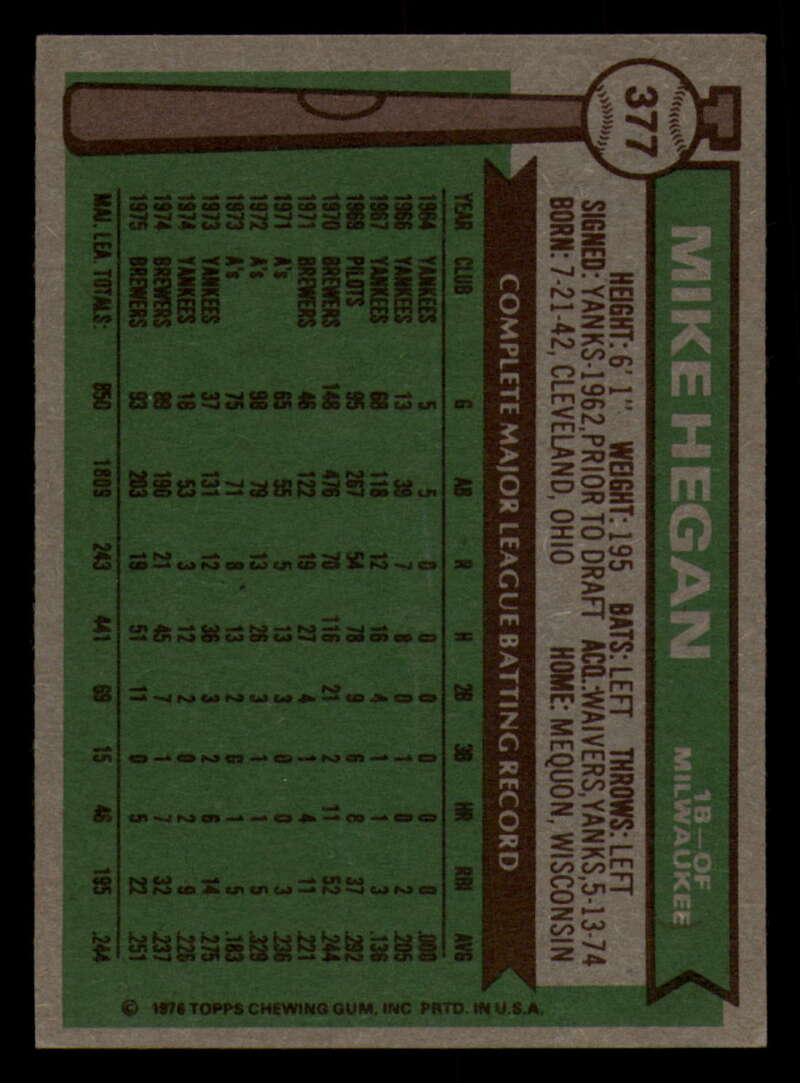 377
MIKE HEGAN
1B—OF
MILWAUKEE
HEIGHT: 6' 1" WEIGHT: 195 BATS: LEFT THROWS: LEFT
SIGNED: YANKS-1962, PRIOR TO DRAFT ACQ.: WAIVERS, YANKS, 5-13-74
BORN: 7-21-42, CLEVELAND, OHIO HOME: MEQUON, WISCONSIN
COMPLETE MAJOR LEAGUE BATTING RECORD
YEAR CLUB G AB R H 2B 3B HR RBI AVG
1964 YANKEES 5 5 0 0 0 0 0 0 .000
1966 YANKEES 13 39 7 8 0 1 0 2 .205
1967 YANKEES 68 118 12 16 4 1 1 3 .136
1969 PILOTS 95 267 54 78 9 6 8 37 .292
1970 BREWERS 148 476 70 116 21 2 11 52 .244
1971 BREWERS 46 122 19 27 4 1 4 11 .221
1971 A's 65 55 5 13 3 0 0 3 .236
1972 A's 98 79 13 26 3 1 1 5 .329
1973 A's 75 71 8 13 2 0 1 5 .183
1973 YANKEES 37 131 12 36 3 2 6 14 .275
1974 YANKEES 18 53 3 12 2 0 2 9 .226
1974 BREWERS 89 190 21 45 7 1 7 32 .237
1975 BREWERS 93 203 19 51 11 0 5 22 .251
MAJ. LEA. TOTALS: 850 1809 243 441 69 15 46 195 .244
© 1976 TOPPS CHEWING GUM, INC PRTD. IN U.S.A.